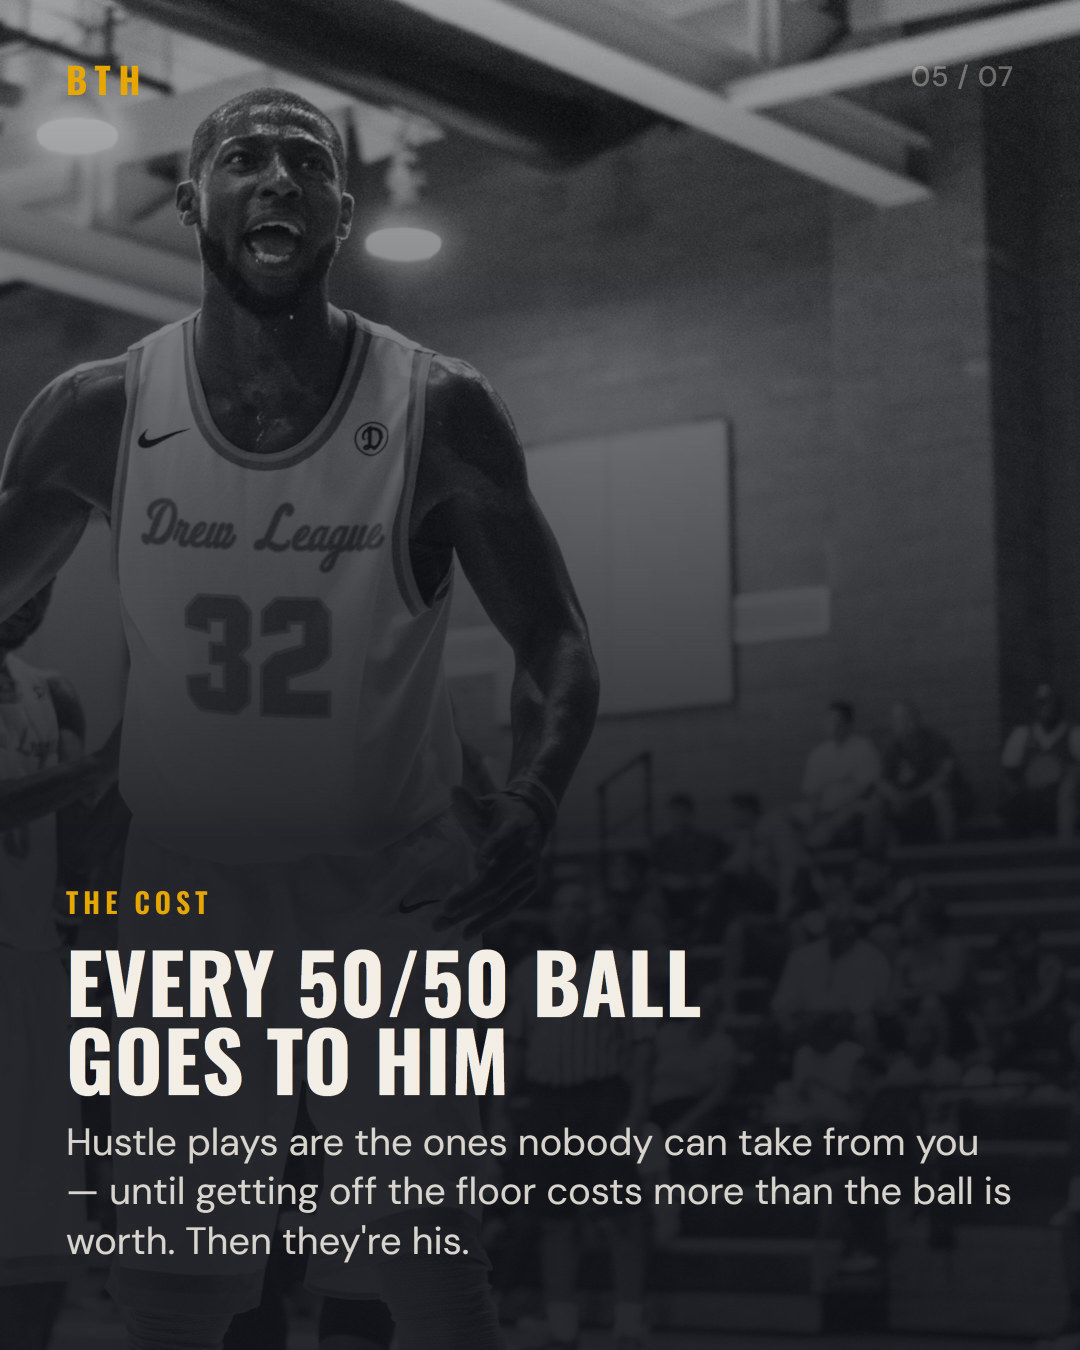 BTH
05 / 07
D
Drew League
32
THE COST
EVERY 50/50 BALL
GOES TO HIM
Hustle plays are the ones nobody can take from you
— until getting off the floor costs more than the ball is
worth. Then they're his.